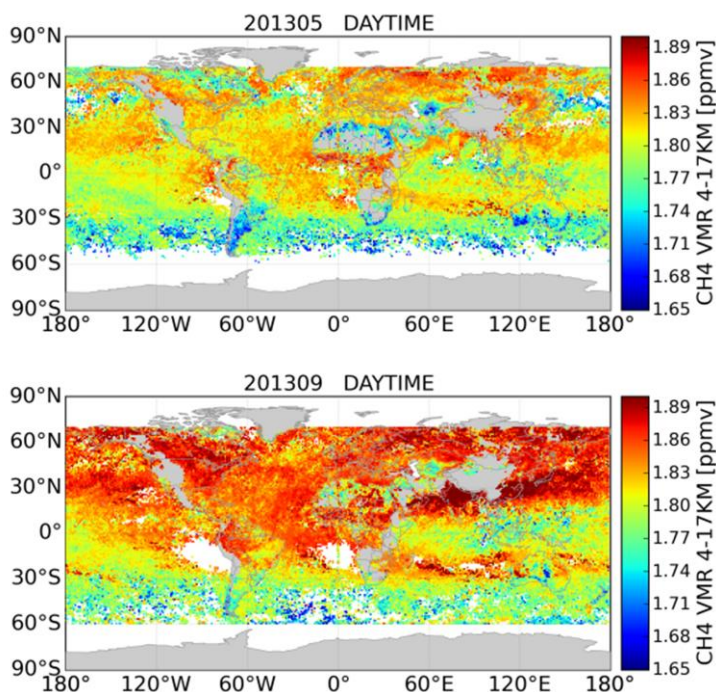 201305 DAYTIME
90°N
60°N
30°N
0°
30°S
60°S
90°S
180° 120°W 60°W 0° 60°E 120°E 180°
1.89
1.86
1.83
1.80
1.77
1.74
1.71
1.68
1.65
CH4 VMR 4-17KM [ppmv]
201309 DAYTIME
90°N
60°N
30°N
0°
30°S
60°S
90°S
180° 120°W 60°W 0° 60°E 120°E 180°
1.89
1.86
1.83
1.80
1.77
1.74
1.71
1.68
1.65
CH4 VMR 4-17KM [ppmv]